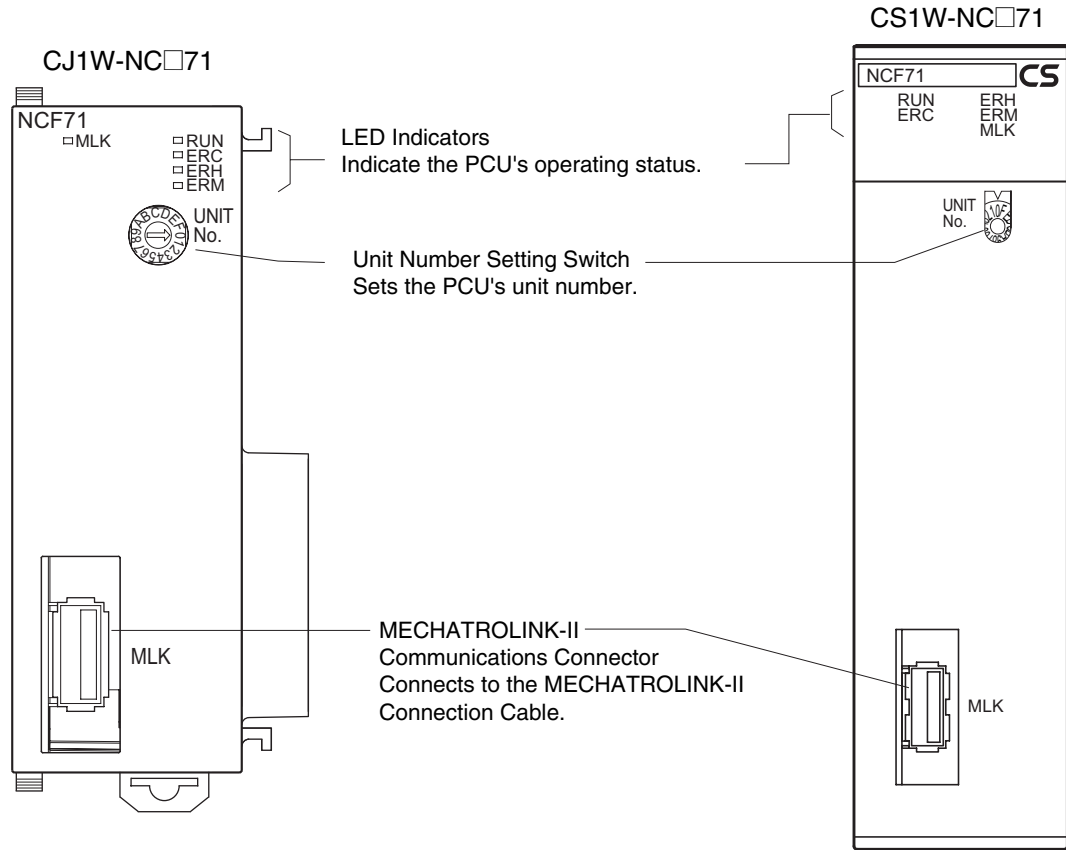 CS1W-NC□71
CJ1W-NC□71
NCF71
MLK
RUN
ERC
ERH
ERM
UNIT
No.
89ABCDEF01234567
MLK
LED Indicators
Indicate the PCU's operating status.
Unit Number Setting Switch
Sets the PCU's unit number.
MECHATROLINK-II
Communications Connector
Connects to the MECHATROLINK-II
Connection Cable.
NCF71 CS
RUN ERH
ERC ERM
MLK
UNIT
No.
MLK